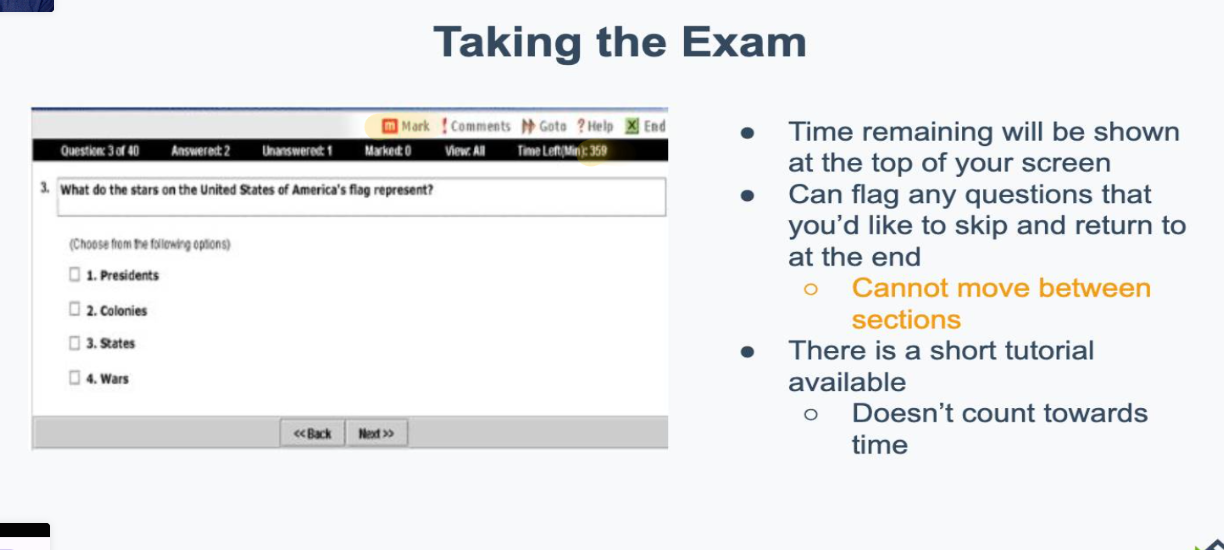 Taking the Exam
Mark ! Comments Goto ? Help X End
Question: 3 of 40 Answered: 2 Unanswered: 1 Marked: 0 View: All Time Left(Min): 359
3. What do the stars on the United States of America's flag represent?
(Choose from the following options)
1. Presidents
2. Colonies
3. States
4. Wars
<<Back Next >>
● Time remaining will be shown
at the top of your screen
● Can flag any questions that
you'd like to skip and return to
at the end
○ Cannot move between
sections
● There is a short tutorial
available
○ Doesn't count towards
time